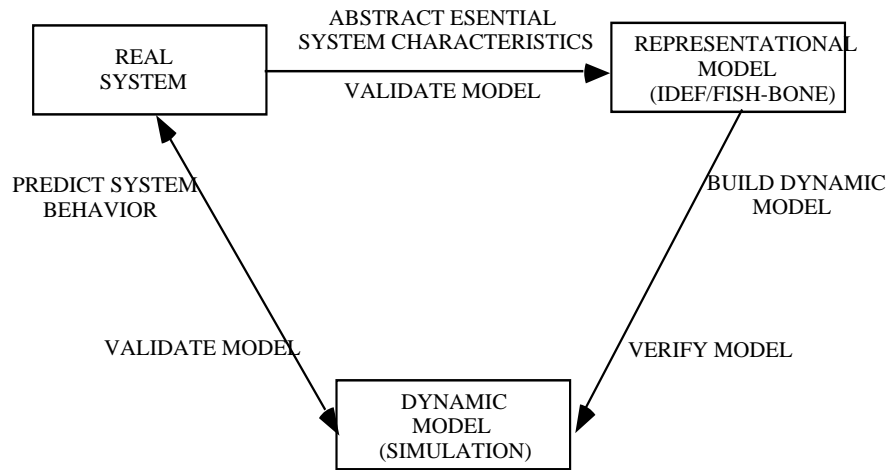 ABSTRACT ESENTIAL
SYSTEM CHARACTERISTICS
REAL
SYSTEM
VALIDATE MODEL
REPRESENTATIONAL
MODEL
(IDEF/FISH-BONE)
PREDICT SYSTEM
BEHAVIOR
BUILD DYNAMIC
MODEL
VALIDATE MODEL
VERIFY MODEL
DYNAMIC
MODEL
(SIMULATION)